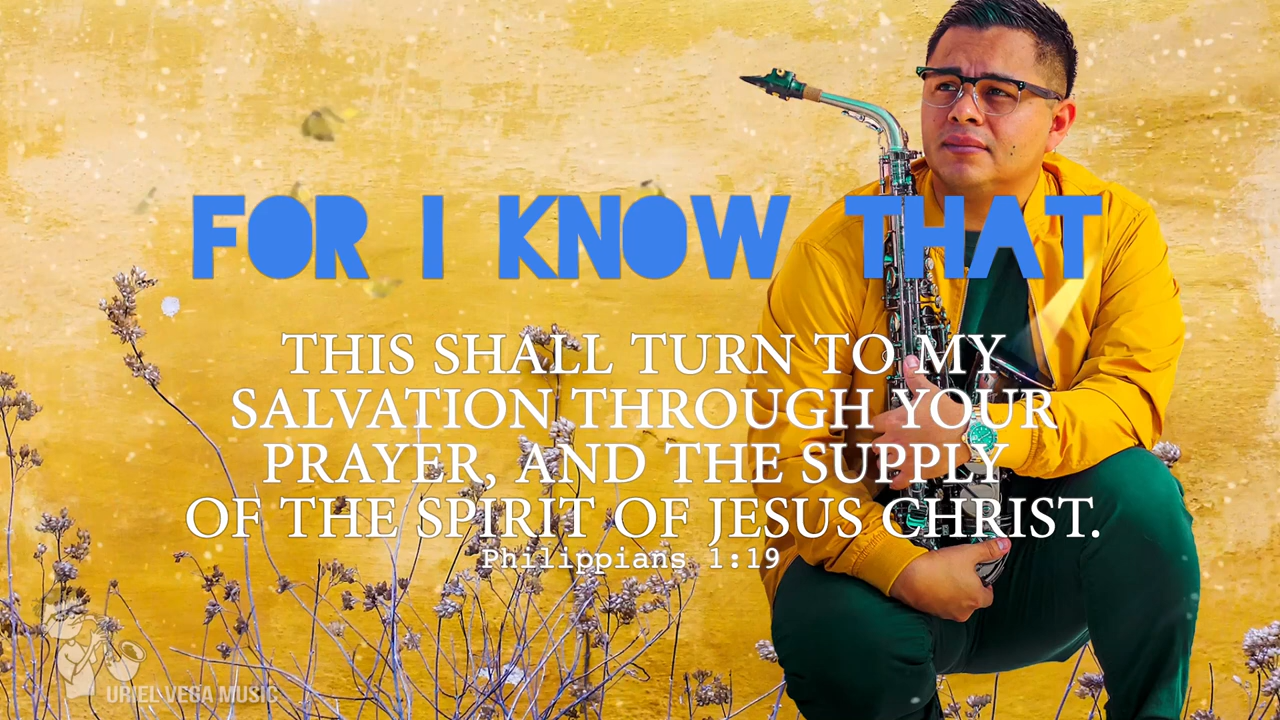 FOR I KNOW THAT
THIS SHALL TURN TO MY
SALVATION THROUGH YOUR
PRAYER, AND THE SUPPLY
OF THE SPIRIT OF JESUS CHRIST.
Philippians 1:19
URIEL VEGA MUSIC